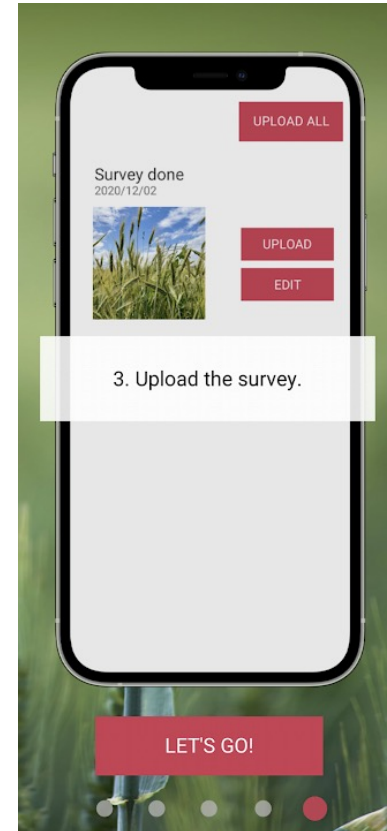 UPLOAD ALL
Survey done
2020/12/02
UPLOAD
EDIT
3. Upload the survey.
LET'S GO!